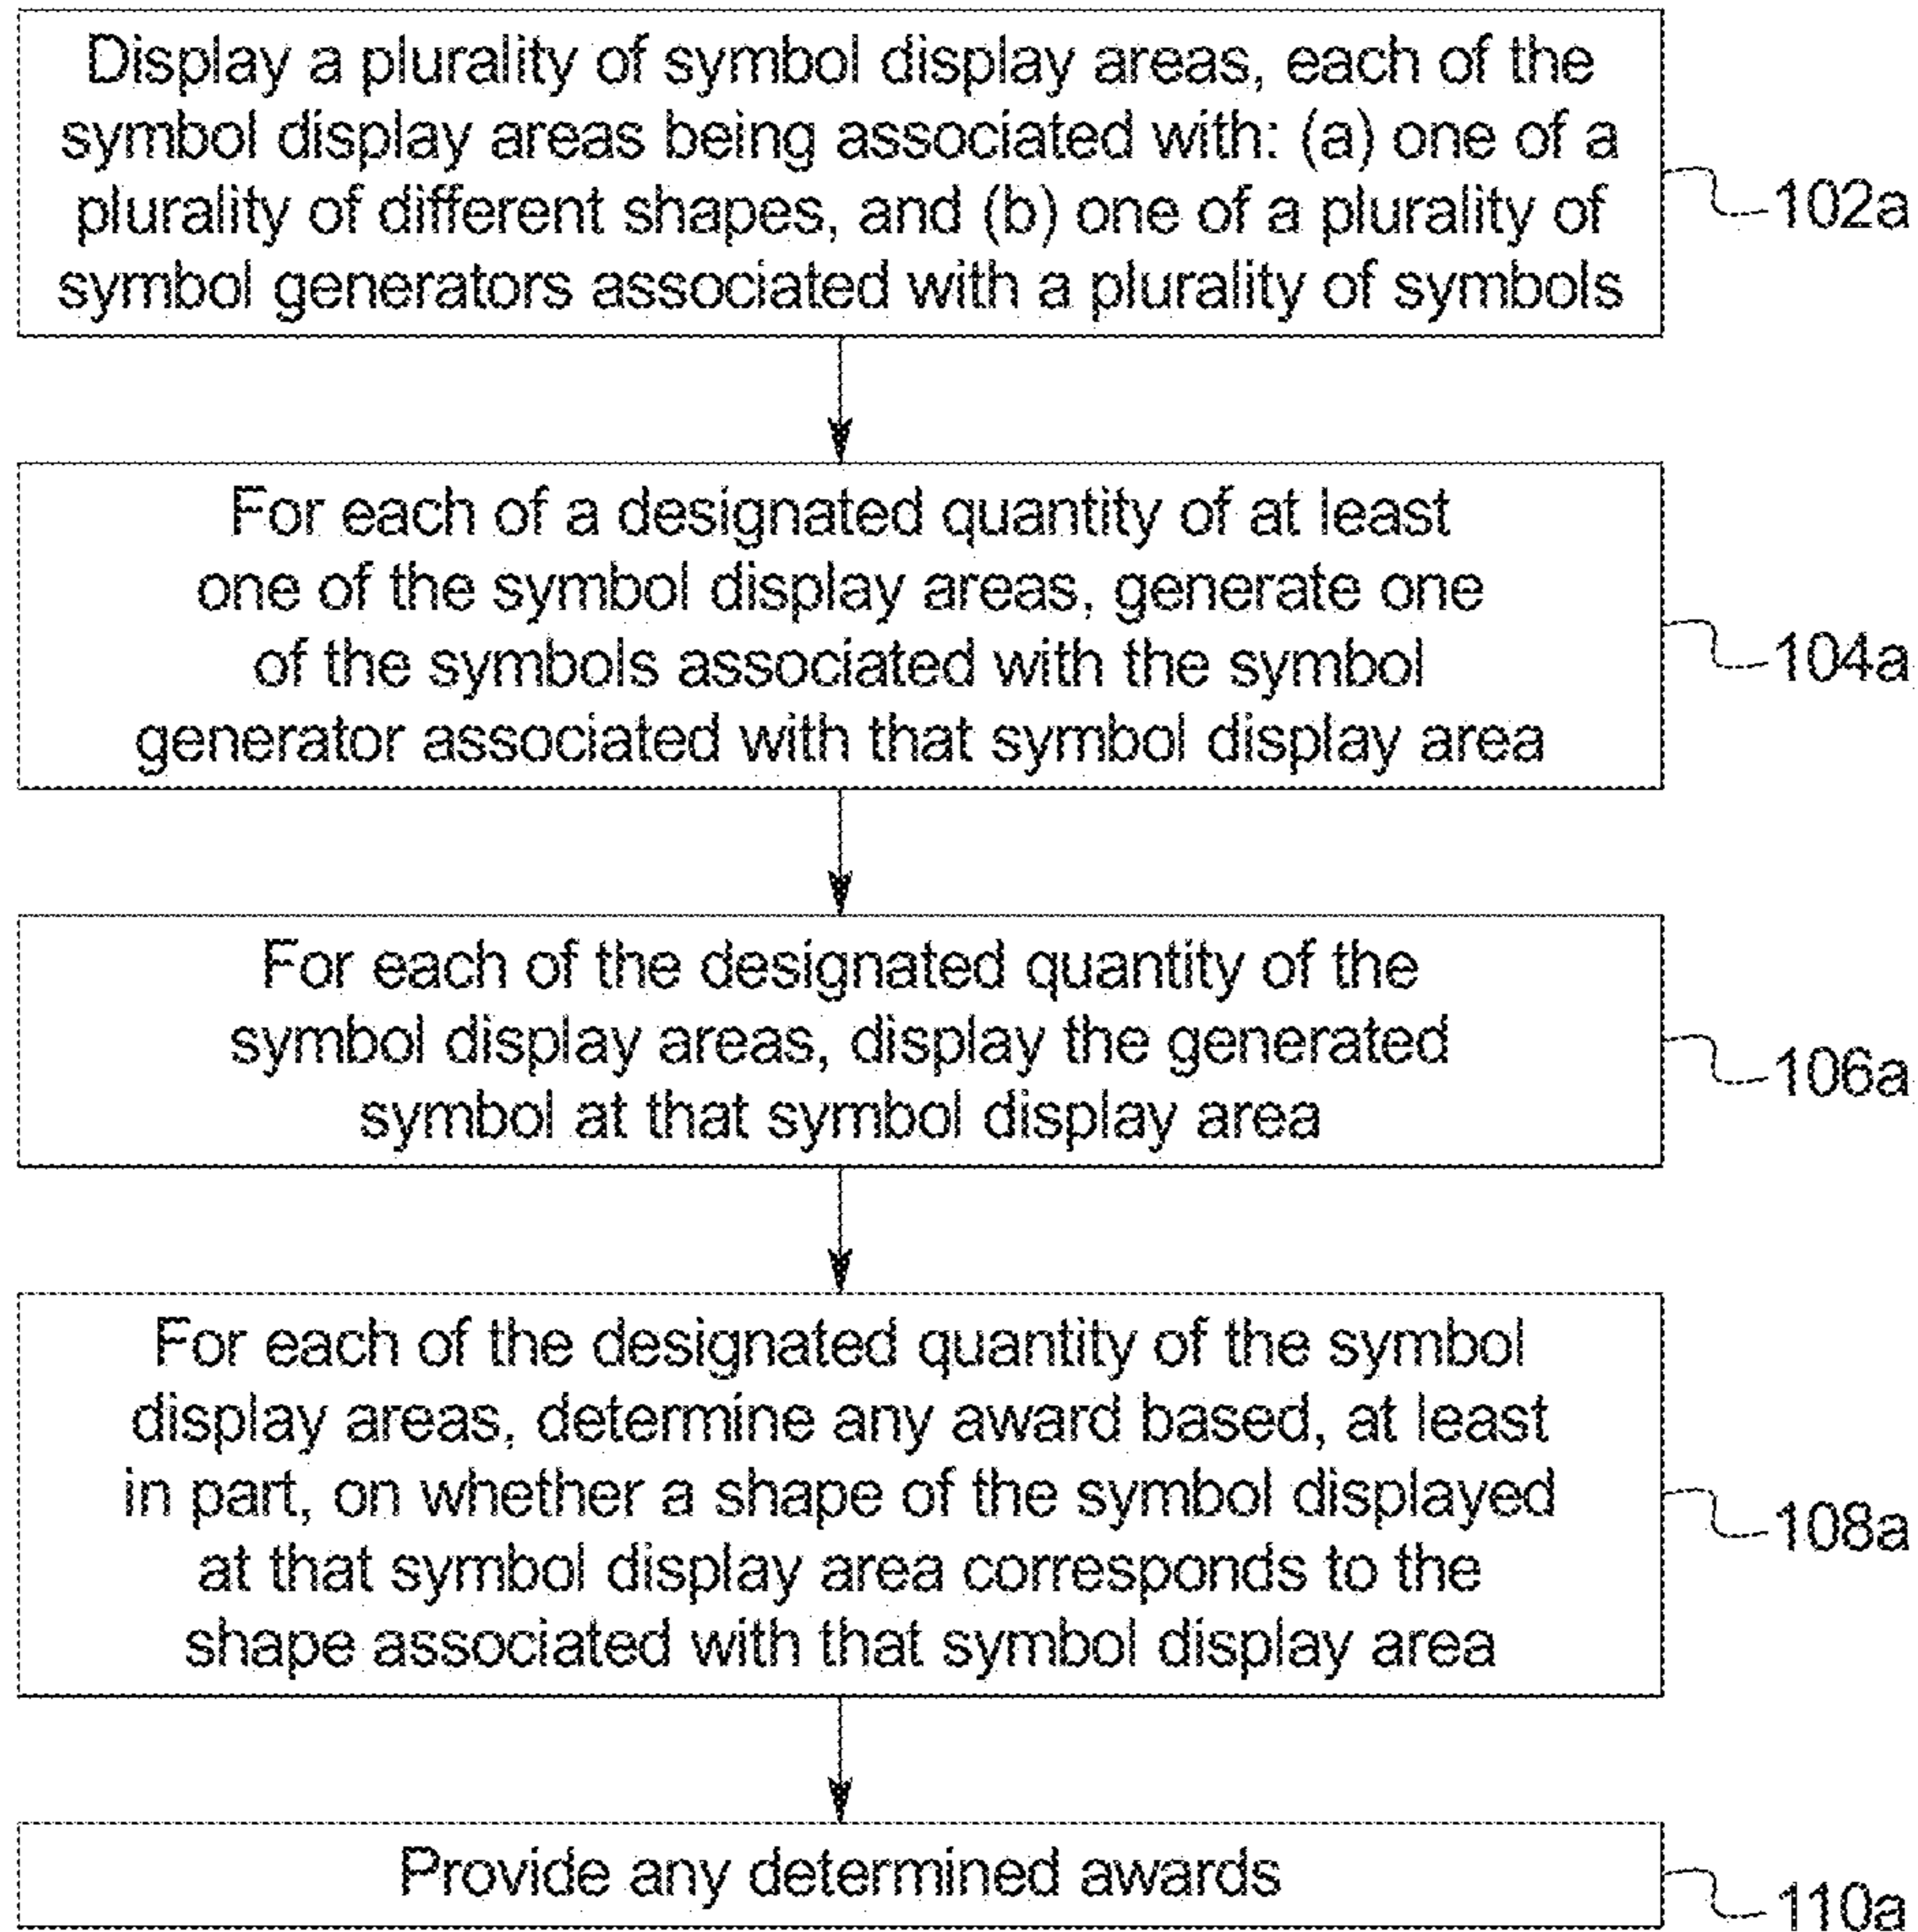 Display a plurality of symbol display areas, each of the
symbol display areas being associated with: (a) one of a
plurality of different shapes, and (b) one of a plurality of
symbol generators associated with a plurality of symbols
102a
For each of a designated quantity of at least
one of the symbol display areas, generate one
of the symbols associated with the symbol
generator associated with that symbol display area
104a
For each of the designated quantity of the
symbol display areas, display the generated
symbol at that symbol display area
106a
For each of the designated quantity of the symbol
display areas, determine any award based, at least
in part, on whether a shape of the symbol displayed
at that symbol display area corresponds to the
shape associated with that symbol display area
108a
Provide any determined awards
110a